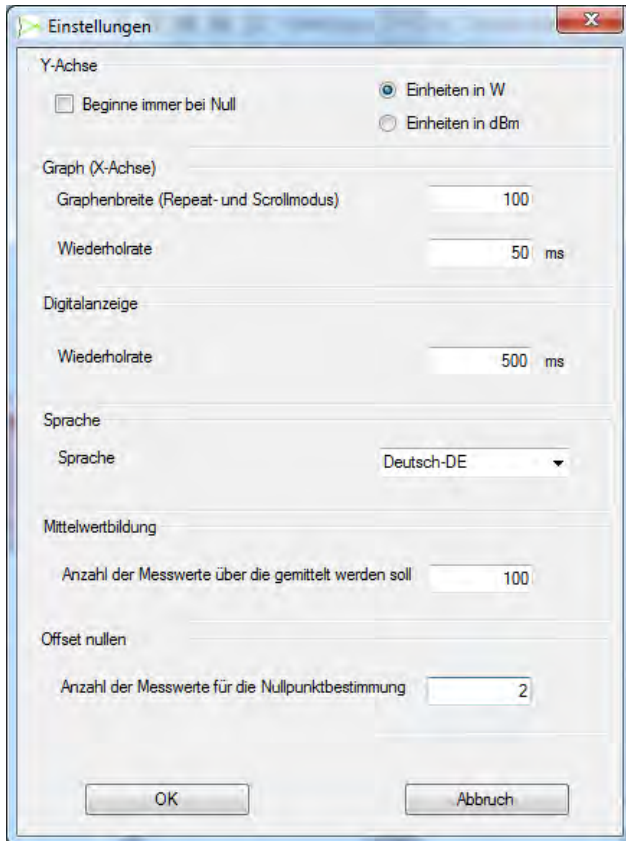 Einstellungen
Y-Achse
Beginne immer bei Null
Einheiten in W
Einheiten in dBm
Graph (X-Achse)
Graphenbreite (Repeat- und Scrollmodus) 100
Wiederholrate 50 ms
Digitalanzeige
Wiederholrate 500 ms
Sprache
Sprache Deutsch-DE
Mittelwertbildung
Anzahl der Messwerte über die gemittelt werden soll 100
Offset nullen
Anzahl der Messwerte für die Nullpunktbestimmung 2
OK Abbruch